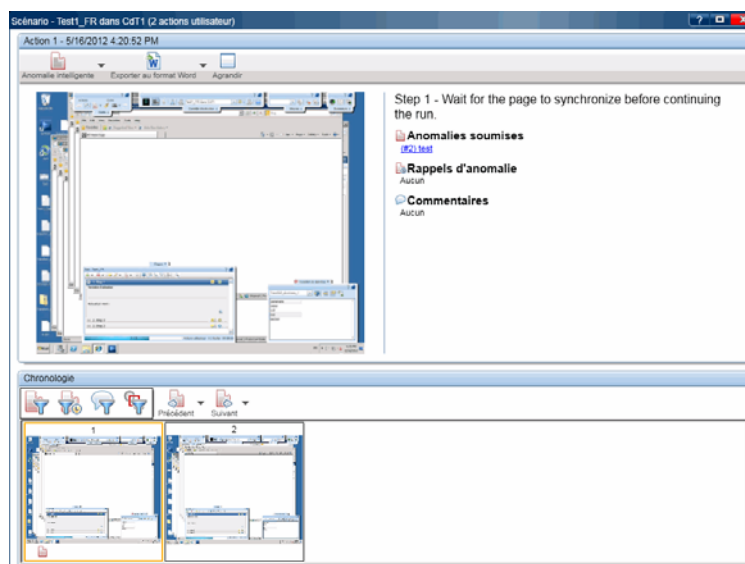 Scénario - Test1_FR dans CdT1 (2 actions utilisateur)
Action 1 - 5/16/2012 4:20:52 PM
Anomalie intelligente
Exporter au format Word
Agrandir
Step 1 - Wait for the page to synchronize before continuing
the run.
Anomalies soumises
(#2) test
Rappels d'anomalie
Aucun
Commentaires
Aucun
Chronologie
Précédent
Suivant
1
2